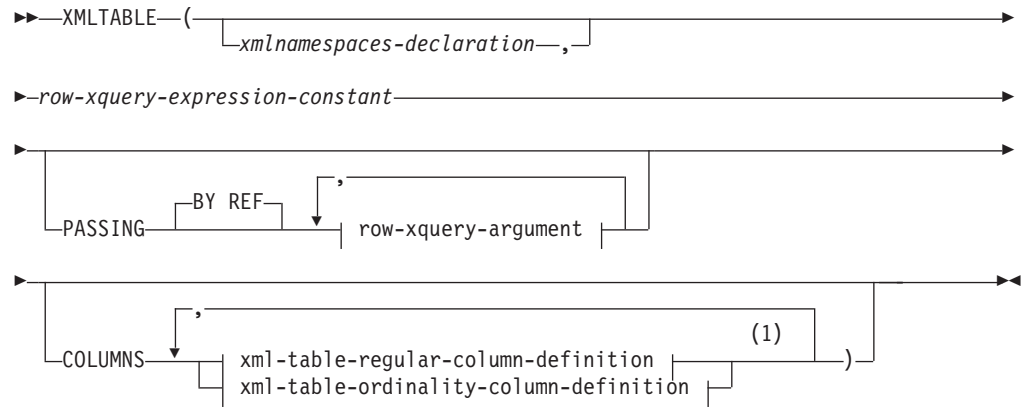 XMLTABLE (
xmlnamespaces-declaration ,
row-xquery-expression-constant
,
BY REF
PASSING row-xquery-argument
,
(1)
COLUMNS xml-table-regular-column-definition )
xml-table-ordinality-column-definition